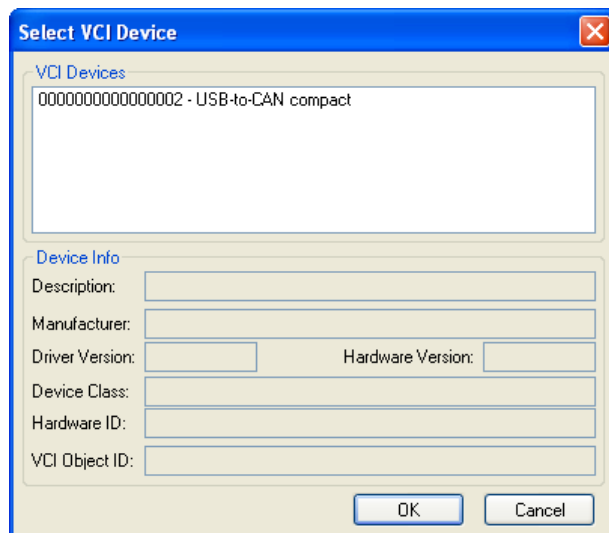 Select VCI Device
VCI Devices
0000000000000002 - USB-to-CAN compact
Device Info
Description:
Manufacturer:
Driver Version: Hardware Version:
Device Class:
Hardware ID:
VCI Object ID:
OK Cancel